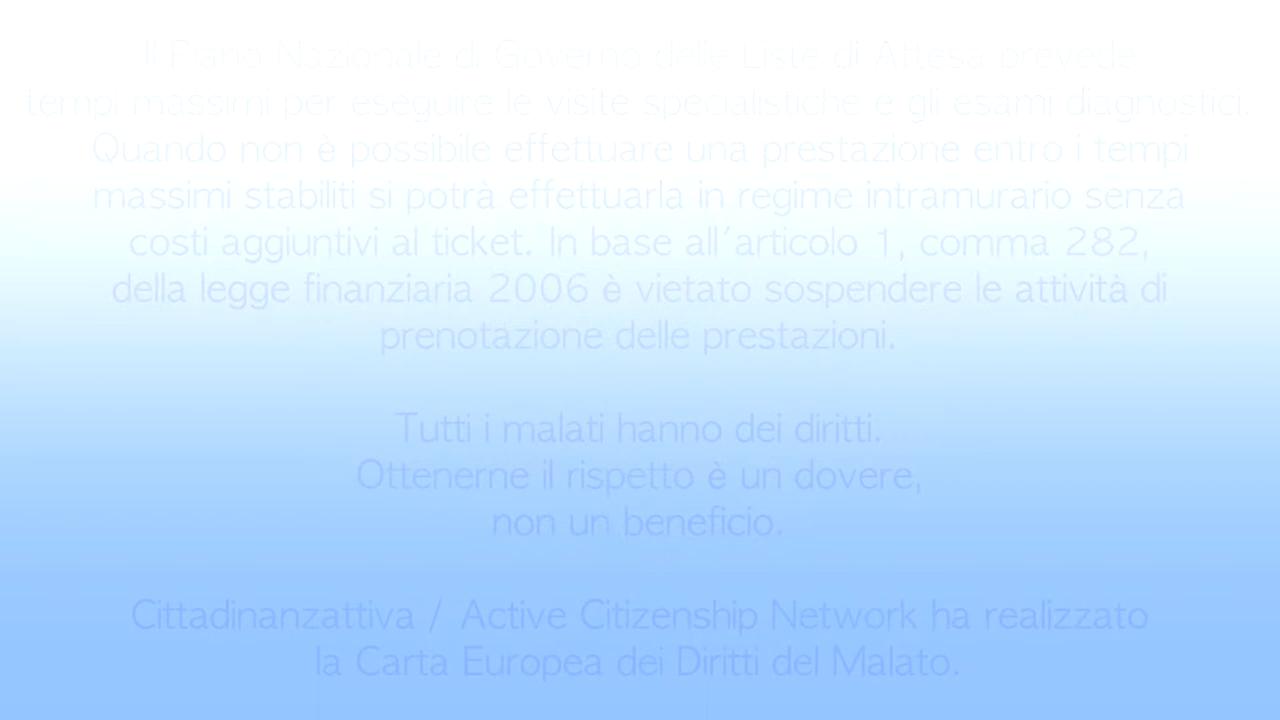 Il Piano Nazionale di Governo delle Liste di Attesa prevede
tempi massimi per eseguire le visite specialistiche e gli esami diagnostici.
Quando non è possibile effettuare una prestazione entro i tempi
massimi stabiliti si potrà effettuarla in regime intramurario senza
costi aggiuntivi al ticket. In base all'articolo 1, comma 282,
della legge finanziaria 2006 è vietato sospendere le attività di
prenotazione delle prestazioni.
Tutti i malati hanno dei diritti.
Ottenerne il rispetto è un dovere,
non un beneficio.
Cittadinanzattiva / Active Citizenship Network ha realizzato
la Carta Europea dei Diritti del Malato.